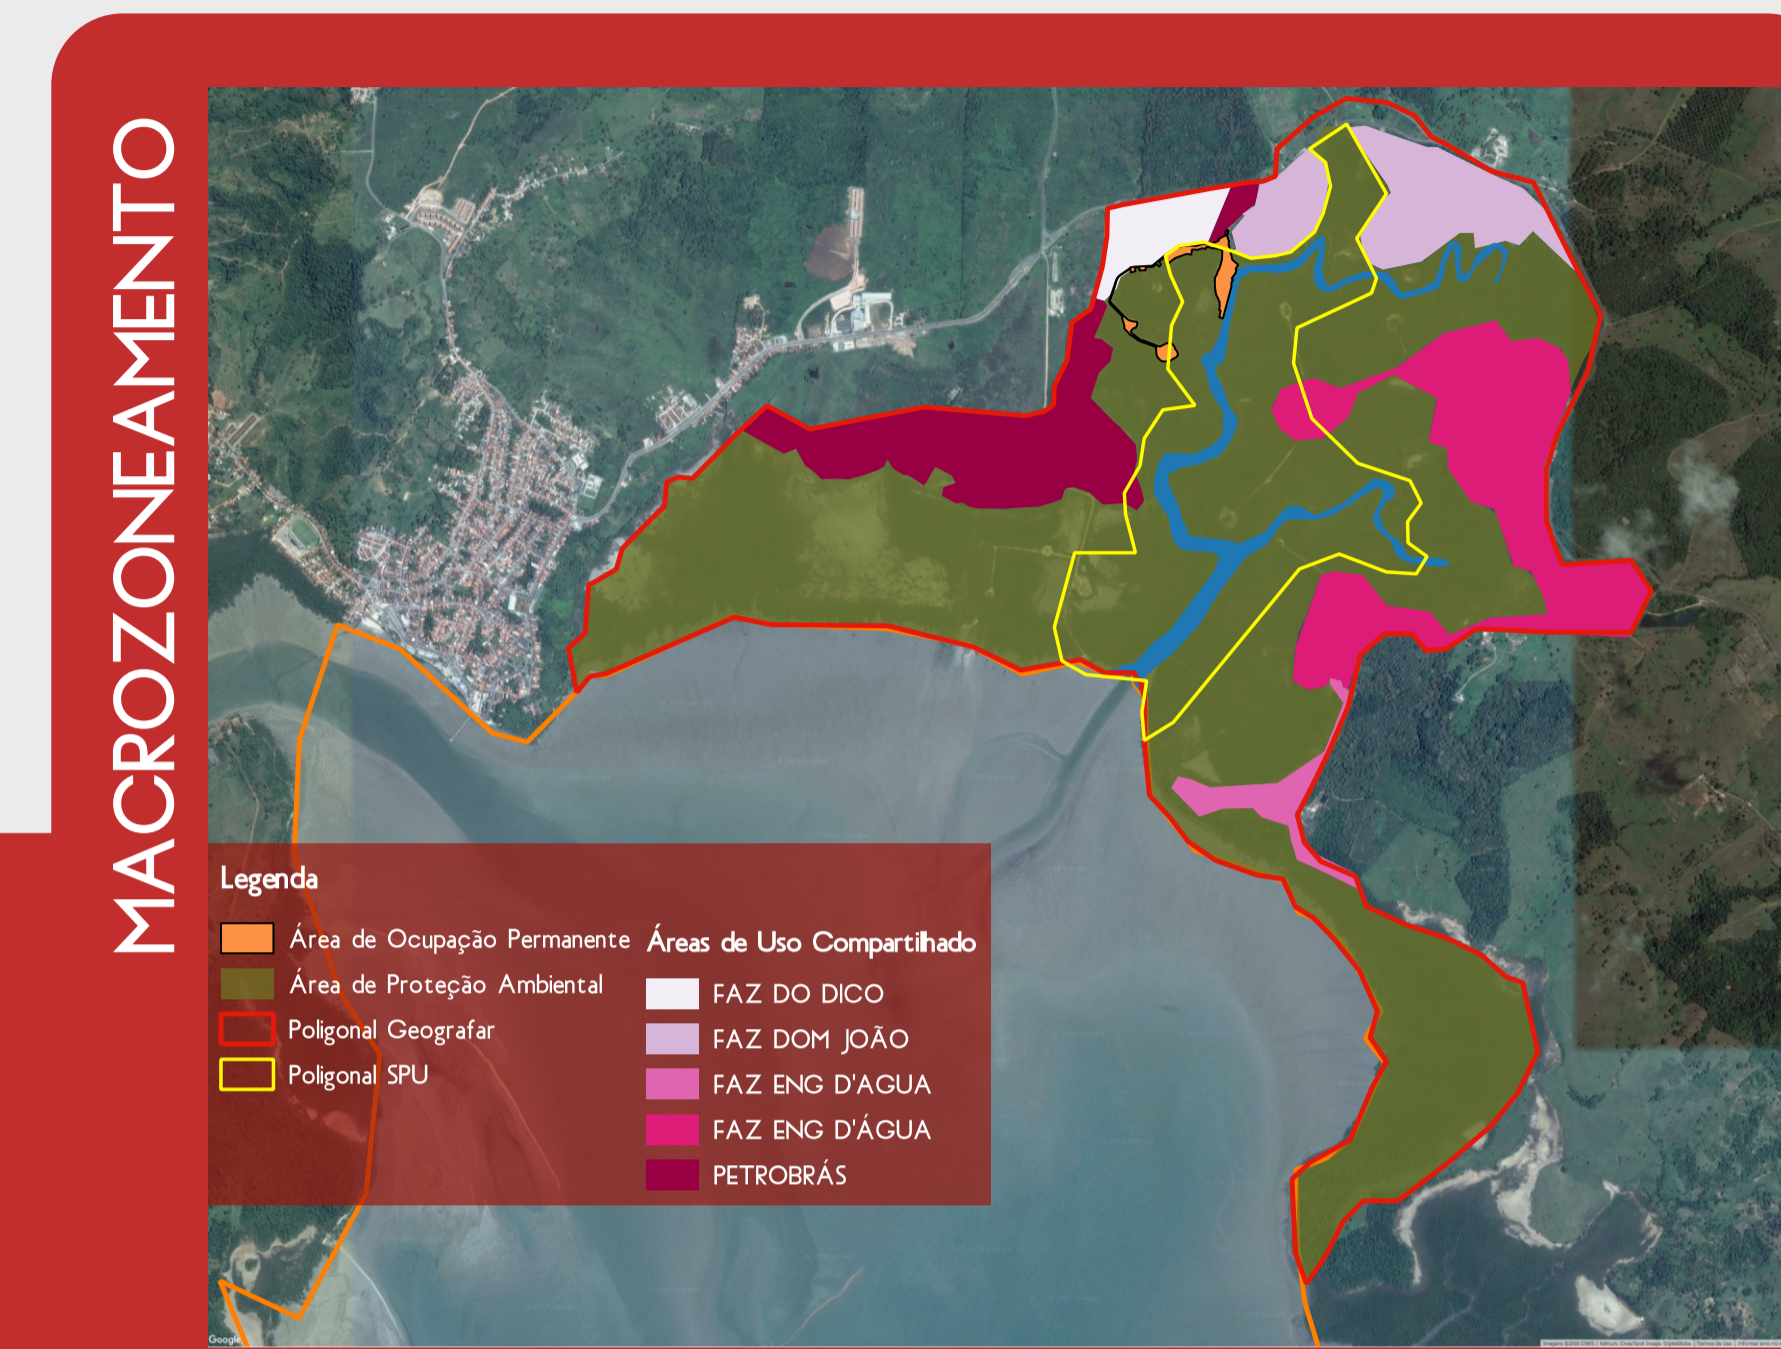 MACROZONEAMENTO
Legenda
Área de Ocupação Permanente
Área de Proteção Ambiental
Poligonal Geografar
Poligonal SPU
Áreas de Uso Compartilhado
FAZ DO DICO
FAZ DOM JOÃO
FAZ ENG D'AGUA
FAZ ENG D'ÁGUA
PETROBRÁS
Google